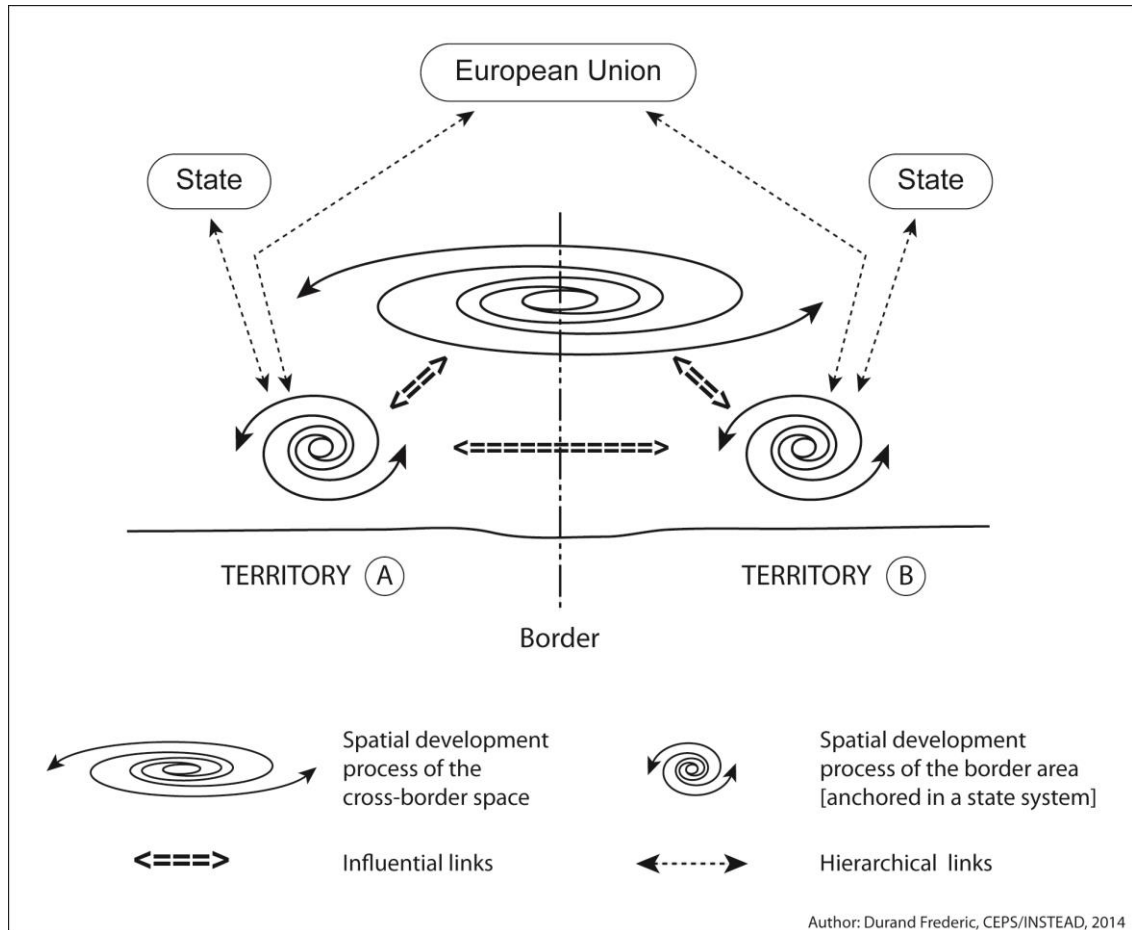 European Union
State
State
TERRITORY A
TERRITORY B
Border
Spatial development
process of the
cross-border space
Spatial development
process of the border area
[anchored in a state system]
Influential links
Hierarchical links
Author: Durand Frederic, CEPS/INSTEAD, 2014